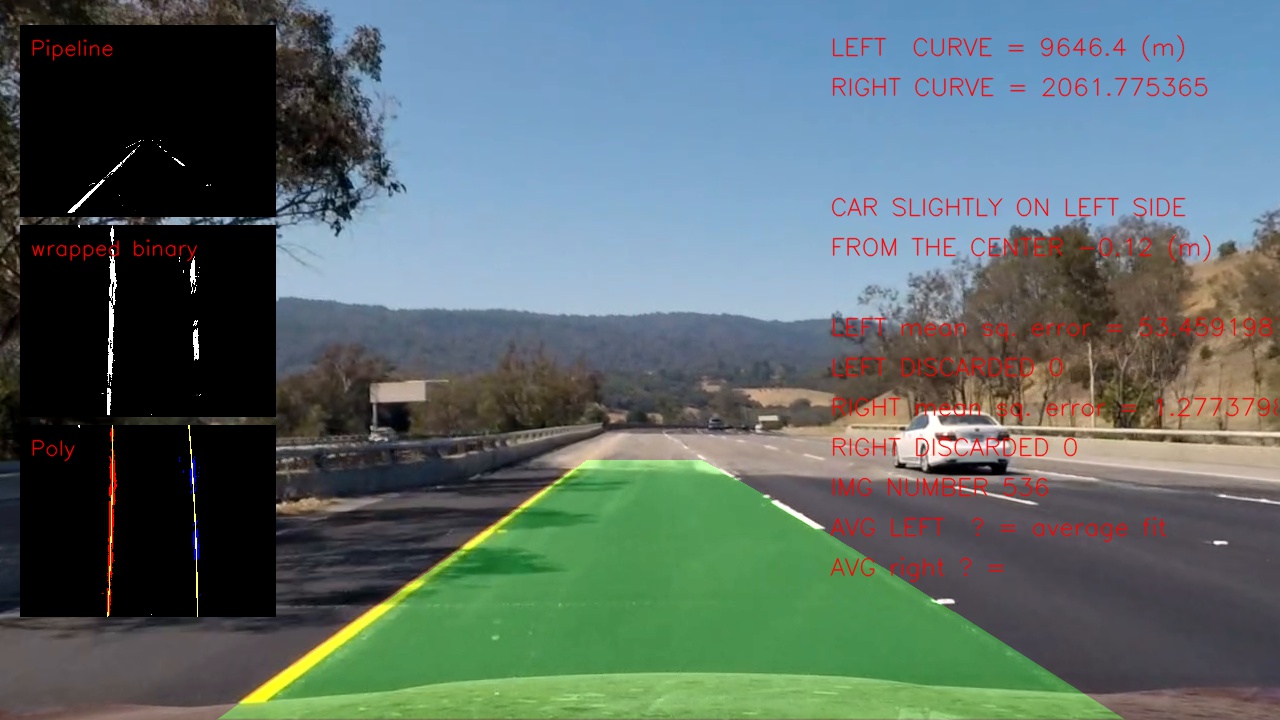 Pipeline
wrapped binary
Poly
LEFT CURVE = 9646.4 (m)
RIGHT CURVE = 2061.775365
CAR SLIGHTLY ON LEFT SIDE
FROM THE CENTER -0.12 (m)
LEFT mean sq. error = 53.459198
LEFT DISCARDED 0
RIGHT mean sq. error = 1.277379
RIGHT DISCARDED 0
IMG NUMBER 536
AVG LEFT ? = average fit
AVG right ? =